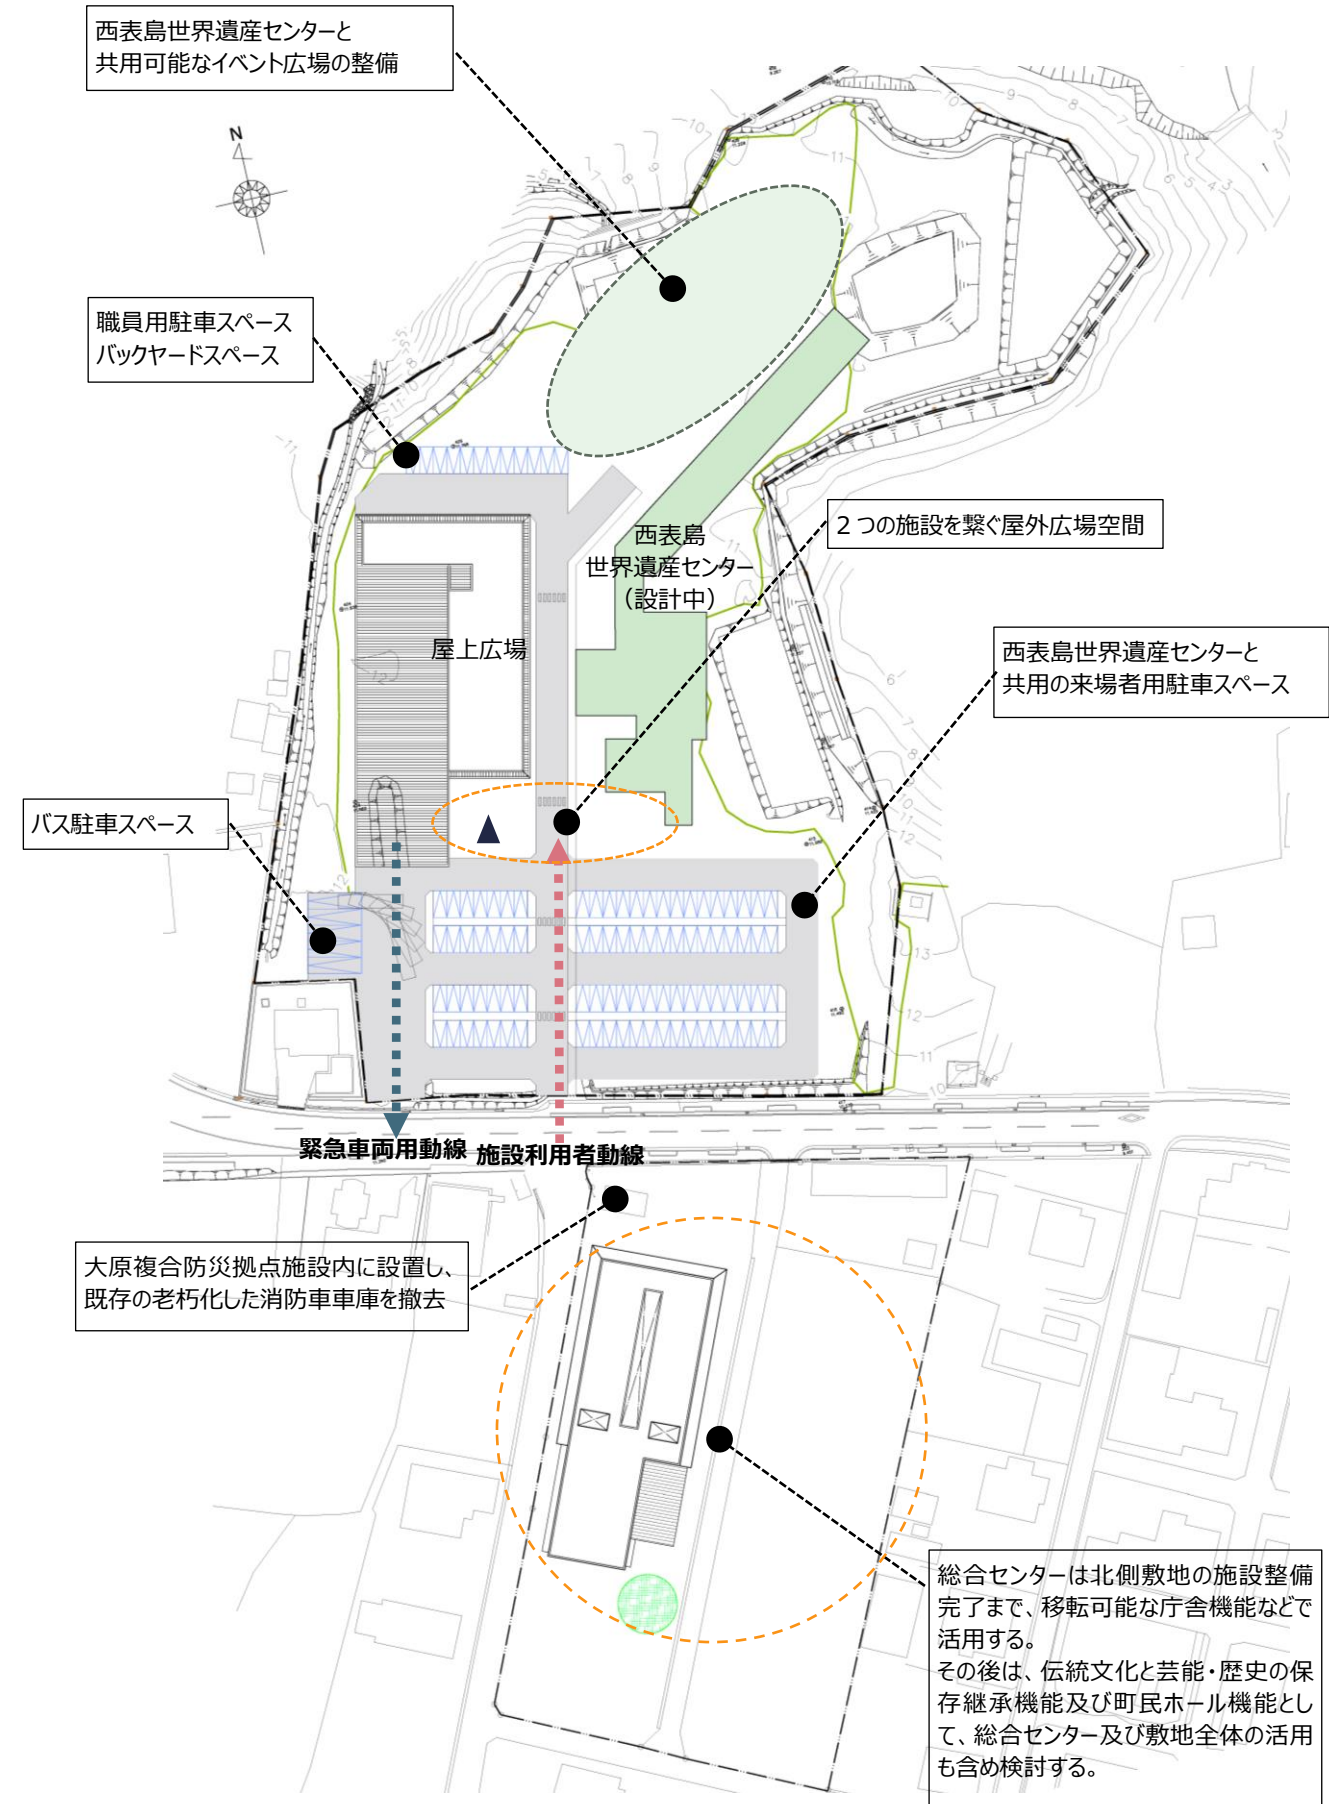 西表島世界遺産センターと
共用可能なイベント広場の整備
N
職員用駐車スペース
バックヤードスペース
２つの施設を繋ぐ屋外広場空間
西表島
世界遺産センター
（設計中）
屋上広場
西表島世界遺産センターと
共用の来場者用駐車スペース
バス駐車スペース
緊急車両用動線
施設利用者動線
大原複合防災拠点施設内に設置し、
既存の老朽化した消防車車庫を撤去
総合センターは北側敷地の施設整備
完了まで、移転可能な庁舎機能などで
活用する。
その後は、伝統文化と芸能・歴史の保
存継承機能及び町民ホール機能とし
て、総合センター及び敷地全体の活用
も含め検討する。